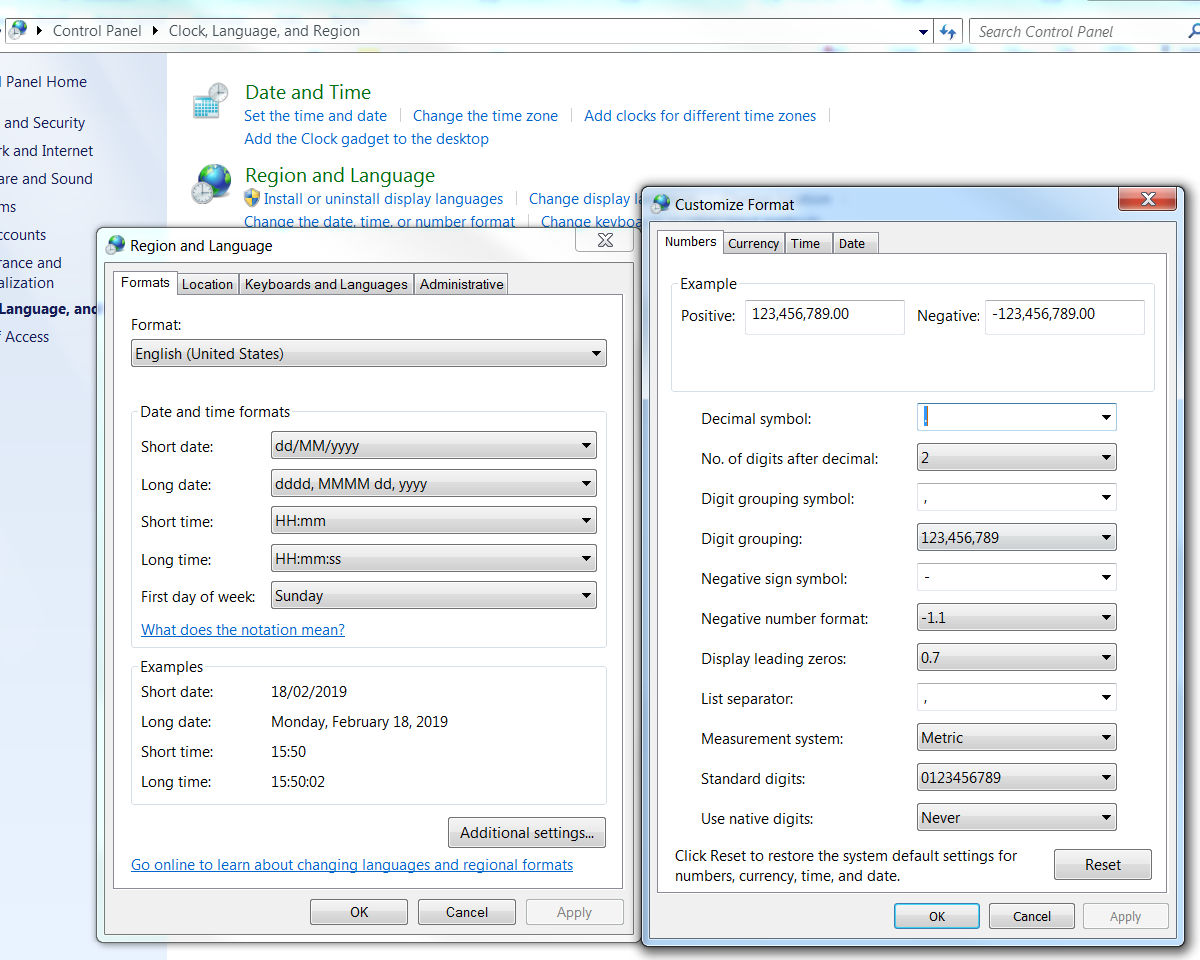 Control Panel Clock, Language, and Region
Search Control Panel
Panel Home
and Security
and Internet
and Sound
Language, and
Access
Date and Time
Set the time and date Change the time zone Add clocks for different time zones
Add the Clock gadget to the desktop
Region and Language
Install or uninstall display languages Change display
Change the date, time, or number format Change
Region and Language
Formats Location Keyboards and Languages Administrative
Format:
English (United States)
Date and time formats
Short date: dd/MM/yyyy
Long date: dddd, MMMM dd, yyyy
Short time: HH:mm
Long time: HH:mm:ss
First day of week: Sunday
What does the notation mean?
Examples
Short date: 18/02/2019
Long date: Monday, February 18, 2019
Short time: 15:50
Long time: 15:50:02
Additional settings...
Go online to learn about changing languages and regional formats
OK Cancel Apply
Customize Format
Numbers Currency Time Date
Example
Positive: 123,456,789.00 Negative: -123,456,789.00
Decimal symbol: .
No. of digits after decimal: 2
Digit grouping symbol: ,
Digit grouping: 123,456,789
Negative sign symbol: -
Negative number format: -1.1
Display leading zeros: 0.7
List separator: ,
Measurement system: Metric
Standard digits: 0123456789
Use native digits: Never
Click Reset to restore the system default settings for
numbers, currency, time, and date.
Reset
OK Cancel Apply